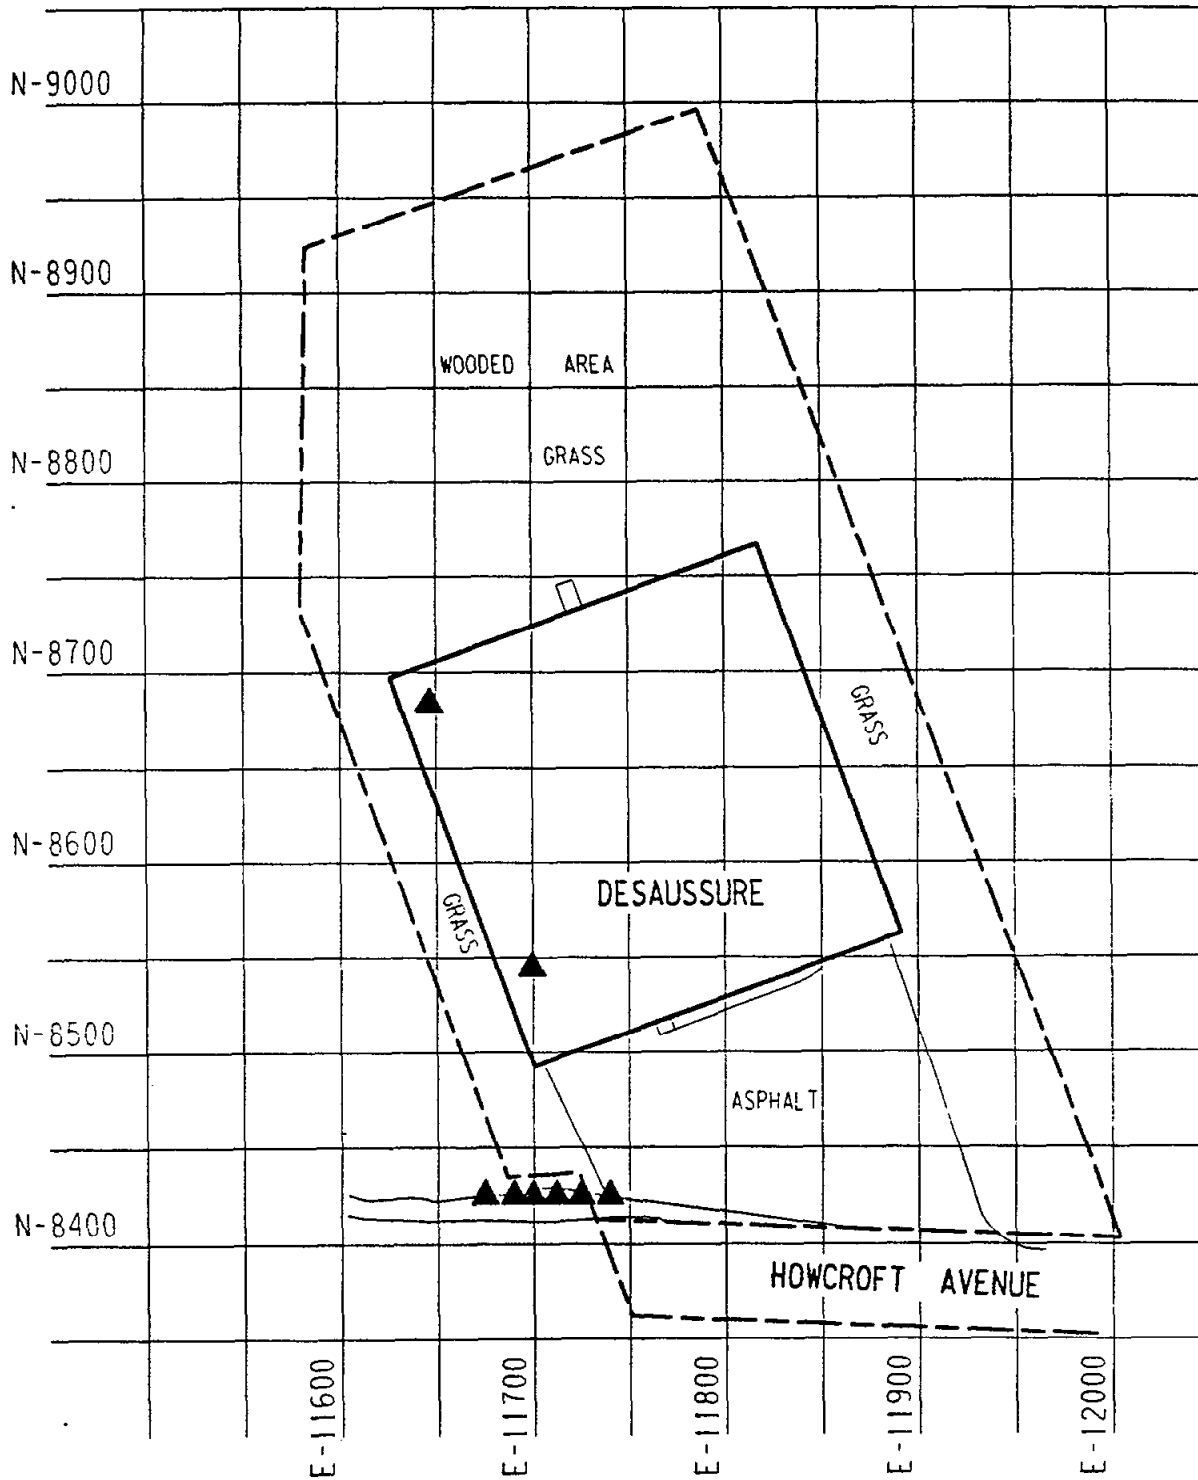 N-9000
N-8900
WOODED AREA
GRASS
N-8800
N-8700
GRASS
N-8600
DESAUSSURE
GRASS
N-8500
ASPHALT
N-8400
HOWCROFT AVENUE
E-11600
E-11700
E-11800
E-11900
E-12000